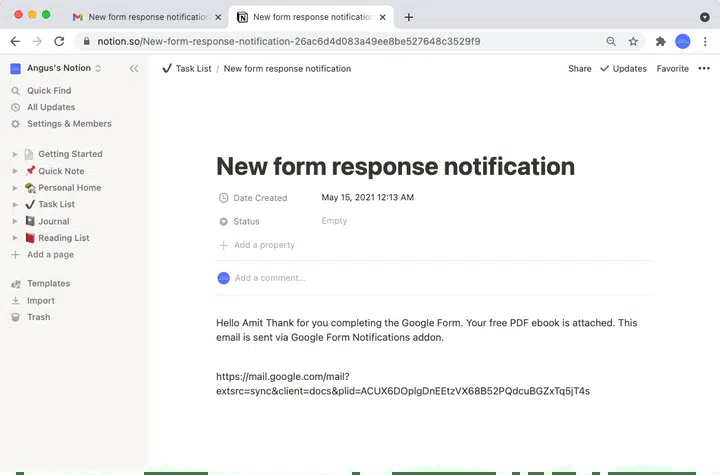 New form response notification
New form response notification
notion.so/New-form-response-notification-26ac6d4d083a49ee8be527648c3529f9
Angus's Notion
Task List / New form response notification
Share
Updates
Favorite
Quick Find
All Updates
Settings & Members
Getting Started
Quick Note
Personal Home
Task List
Journal
Reading List
Add a page
Templates
Import
Trash
New form response notification
Date Created May 15, 2021 12:13 AM
Status Empty
Add a property
Add a comment...
Hello Amit Thank for you completing the Google Form. Your free PDF ebook is attached. This
email is sent via Google Form Notifications addon.
https://mail.google.com/mail?
extsrc=sync&client=docs&plid=ACUX6DOplgDnEEtzVX68B52PQdcuBGZxTq5jT4s